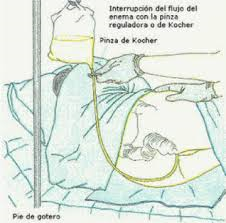 Interrupción del flujo del
enema con la pinza
reguladora o de Kocher
Pinza de Kocher
Pie de gotero